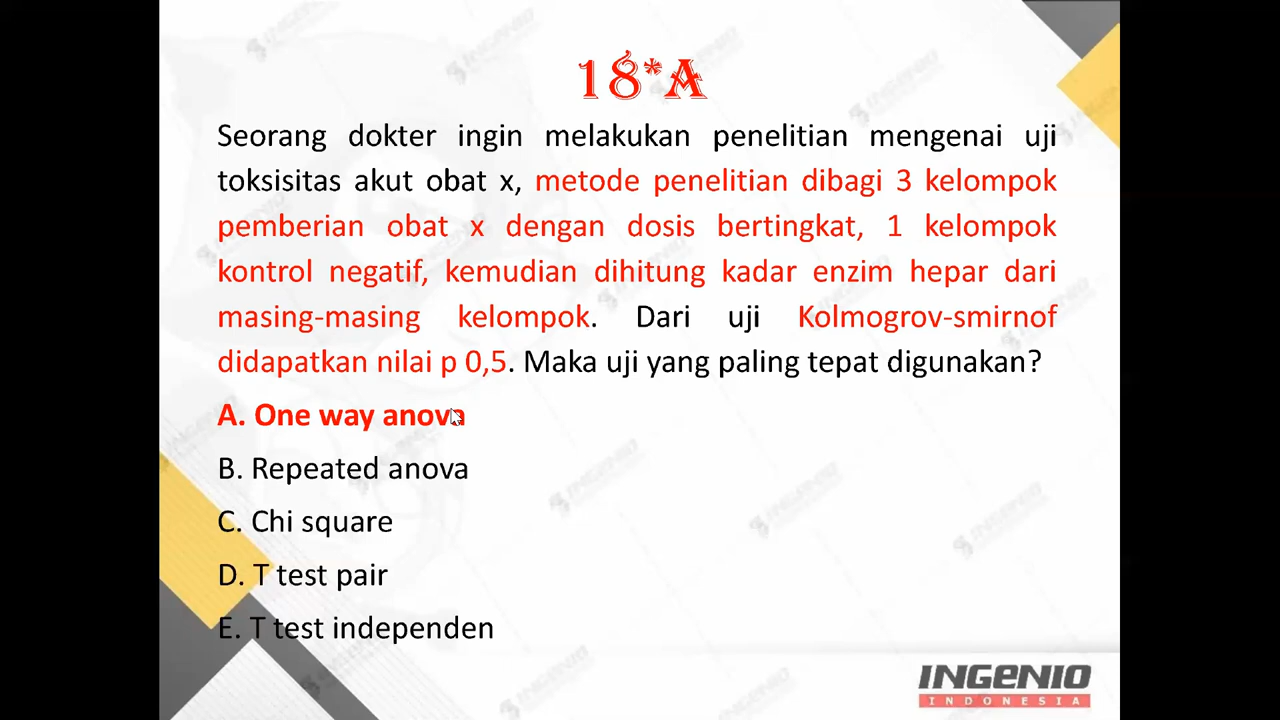 18*A
Seorang dokter ingin melakukan penelitian mengenai uji
toksisitas akut obat x, metode penelitian dibagi 3 kelompok
pemberian obat x dengan dosis bertingkat, 1 kelompok
kontrol negatif, kemudian dihitung kadar enzim hepar dari
masing-masing kelompok. Dari uji Kolmogrov-smirnof
didapatkan nilai p 0,5. Maka uji yang paling tepat digunakan?
A. One way anova
B. Repeated anova
C. Chi square
D. T test pair
E. T test independen
INGENIO
INDONESIA